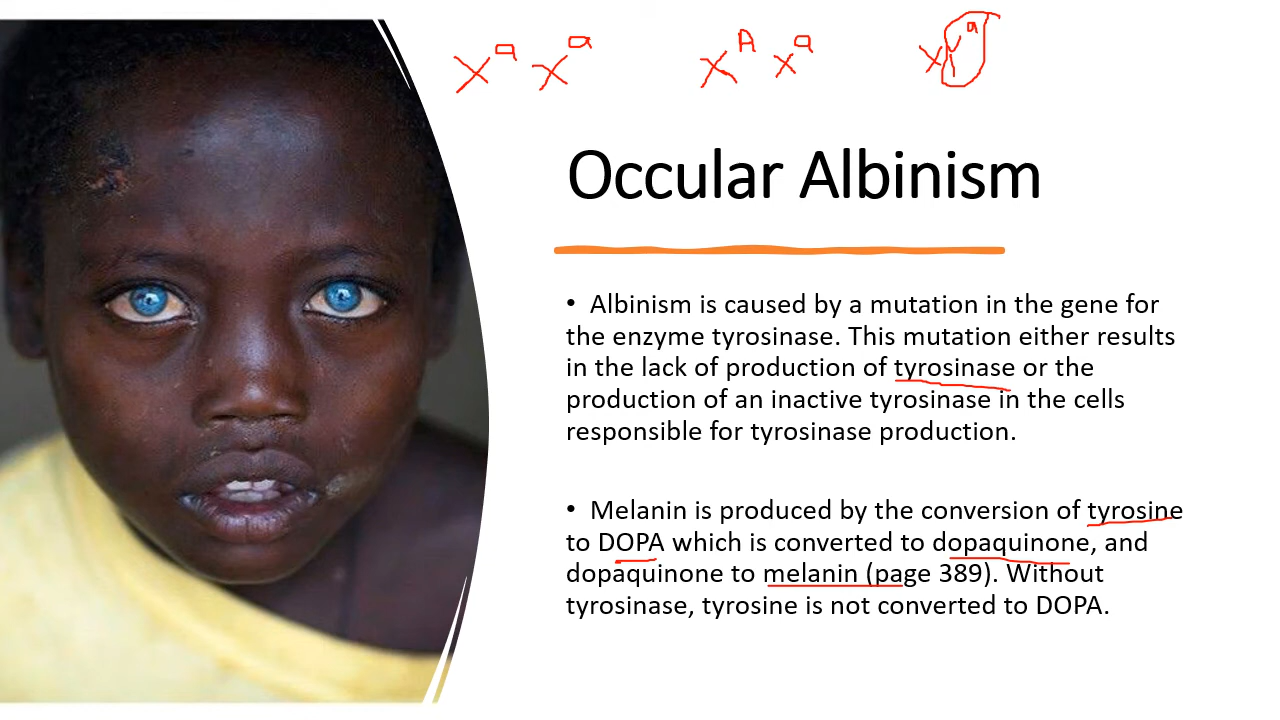 X^a X^a X^A X^a XY^a
Occular Albinism
• Albinism is caused by a mutation in the gene for
the enzyme tyrosinase. This mutation either results
in the lack of production of tyrosinase or the
production of an inactive tyrosinase in the cells
responsible for tyrosinase production.
• Melanin is produced by the conversion of tyrosine
to DOPA which is converted to dopaquinone, and
dopaquinone to melanin (page 389). Without
tyrosinase, tyrosine is not converted to DOPA.